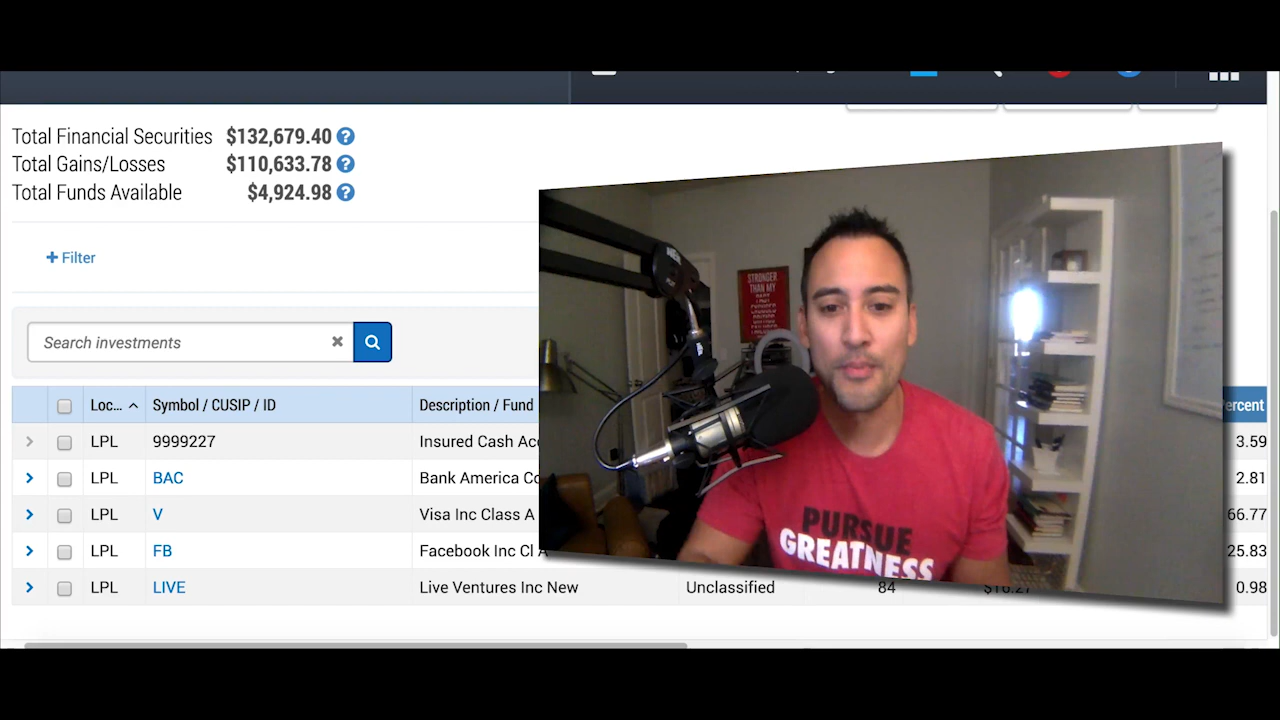 Total Financial Securities $132,679.40 ?
Total Gains/Losses $110,633.78 ?
Total Funds Available $4,924.98 ?
+ Filter
Search investments ×
Loc... Symbol / CUSIP / ID Description / Fund ercent
LPL 9999227 Insured Cash Acc 3.59
LPL BAC Bank America Co 2.81
LPL V Visa Inc Class A 66.77
LPL FB Facebook Inc Cl A 25.83
LPL LIVE Live Ventures Inc New Unclassified 84 $16.27 0.98
STRONGER
THAN MY
PURSUE
GREATNESS